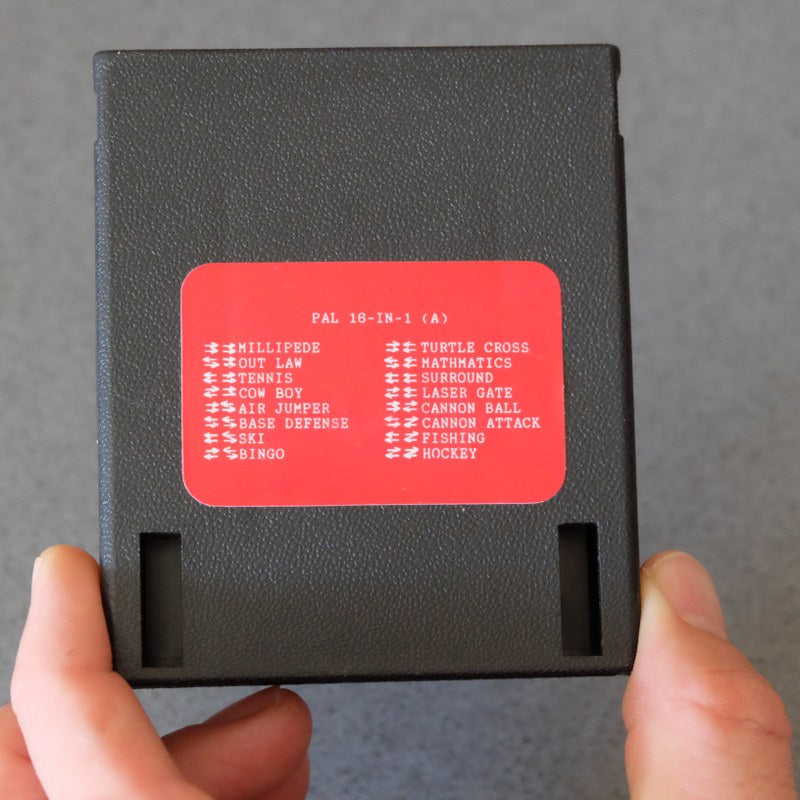 PAL 16-IN-1 (A)
MILLIPEDE
OUT LAW
TENNIS
COW BOY
AIR JUMPER
BASE DEFENSE
SKI
BINGO
TURTLE CROSS
MATHMATICS
SURROUND
LASER GATE
CANNON BALL
CANNON ATTACK
FISHING
HOCKEY